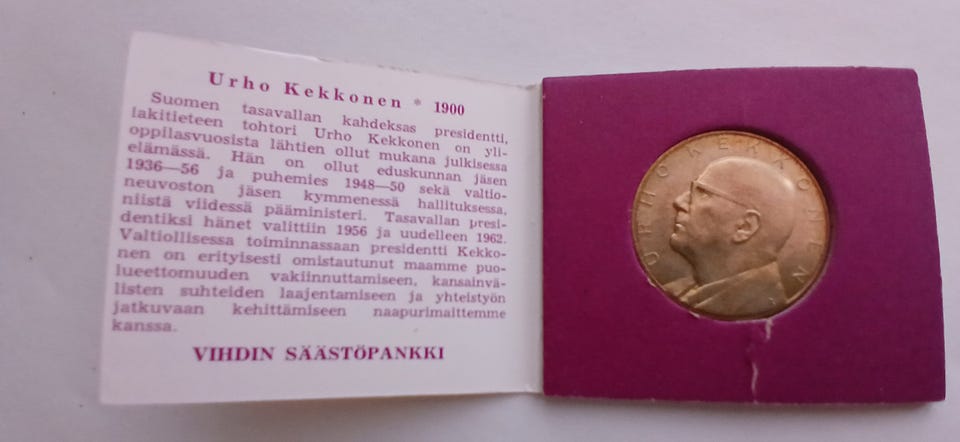 Urho Kekkonen * 1900
Suomen tasavallan kahdeksas presidentti,
lakitieteen tohtori Urho Kekkonen on yli-
oppilasvuosista lähtien ollut mukana julkisessa
elämässä. Hän on ollut eduskunnan jäsen
1936—56 ja puhemies 1948—50 sekä valtio-
neuvoston jäsen kymmenessä hallituksessa,
niistä viidessä pääministeri. Tasavallan presi-
dentiksi hänet valittiin 1956 ja uudelleen 1962.
Valtiollisessa toiminnassaan presidentti Kekko-
nen on erityisesti omistautunut maamme puo-
lueettomuuden vakiinnuttamiseen, kansainvä-
listen suhteiden laajentamiseen ja yhteistyön
jatkuvaan kehittämiseen naapurimaittemme
kanssa.
VIHDIN SÄÄSTÖPANKKI
URHO KEKKONEN